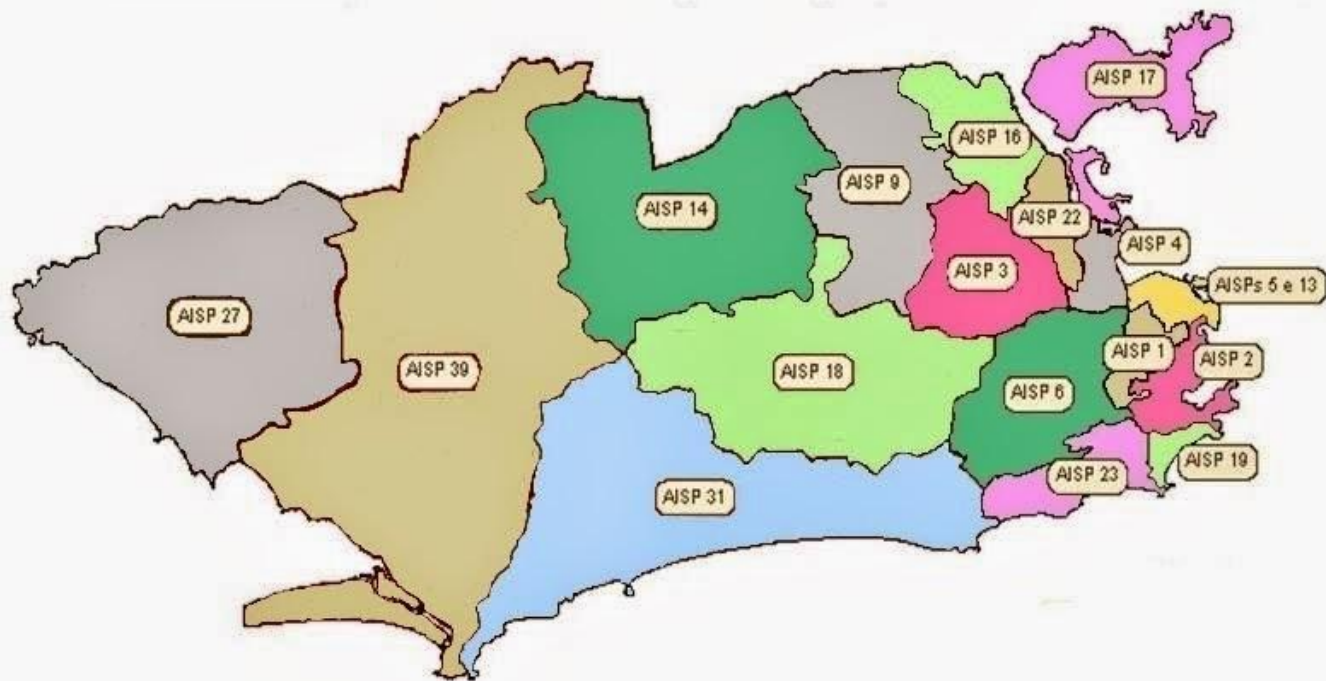 AISP 17
AISP 16
AISP 9
AISP 14
AISP 22
AISP 4
AISP 3
AISPs 5 e 13
AISP 27
AISP 1
AISP 2
AISP 39
AISP 18
AISP 6
AISP 19
AISP 23
AISP 31